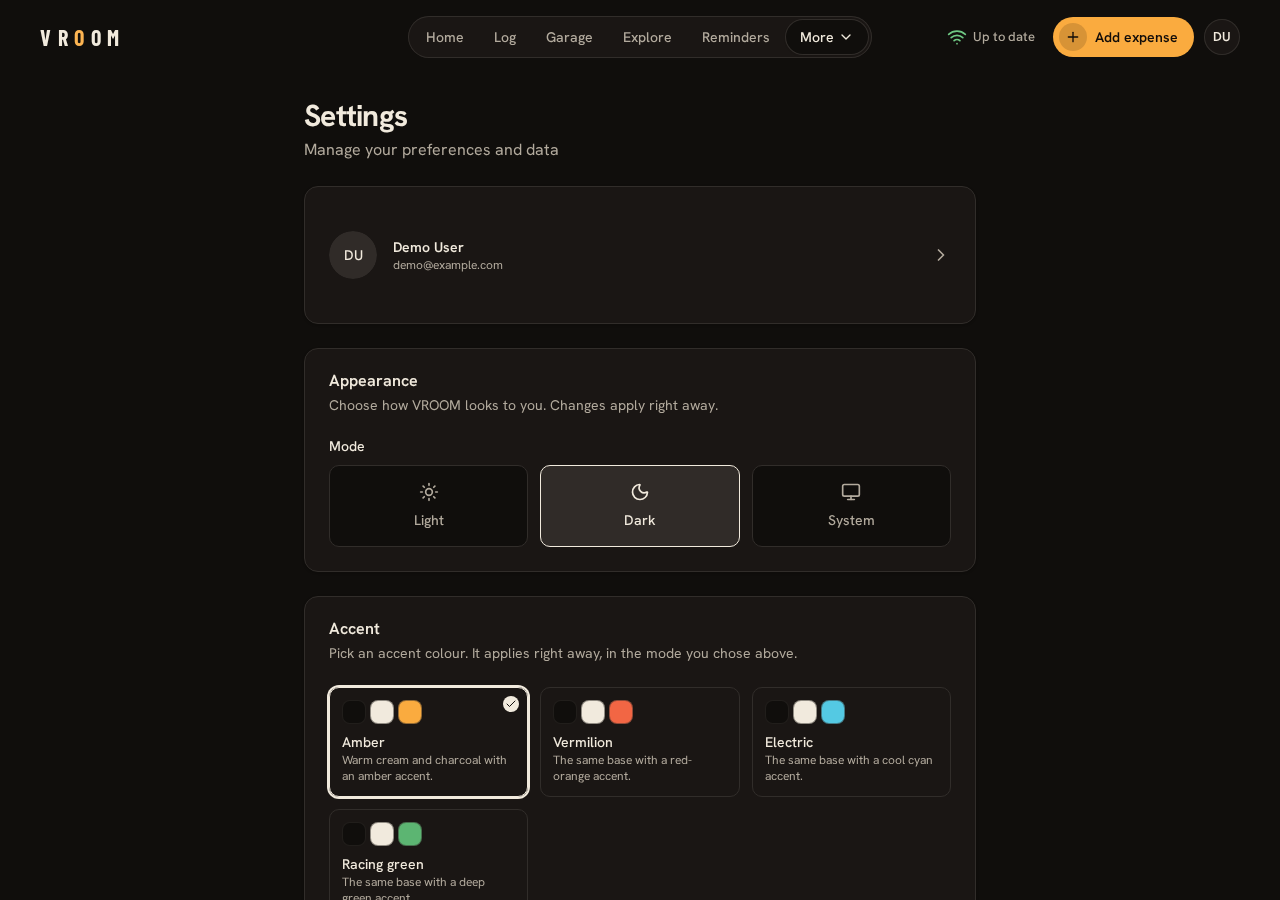 VROOM
Home
Log
Garage
Explore
Reminders
More
Up to date
Add expense
DU
Settings
Manage your preferences and data
DU
Demo User
demo@example.com
Appearance
Choose how VROOM looks to you. Changes apply right away.
Mode
Light
Dark
System
Accent
Pick an accent colour. It applies right away, in the mode you chose above.
Amber
Warm cream and charcoal with
an amber accent.
Vermilion
The same base with a red-
orange accent.
Electric
The same base with a cool cyan
accent.
Racing green
The same base with a deep
green accent.